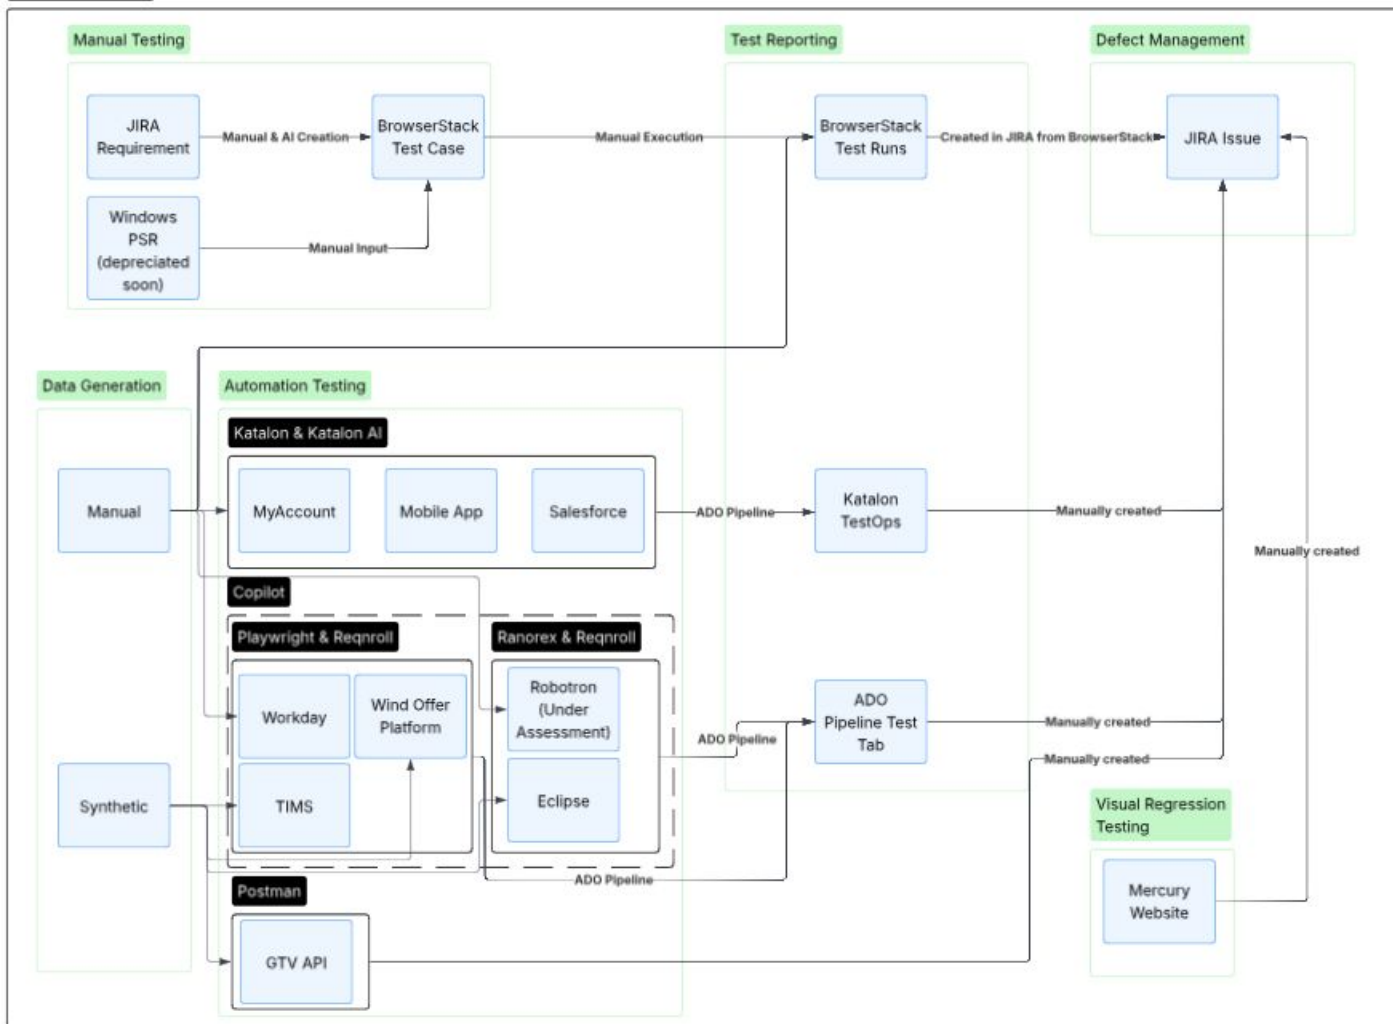 Manual Testing
Test Reporting
Defect Management
JIRA
Requirement
Manual & AI Creation
BrowserStack
Test Case
Manual Execution
BrowserStack
Test Runs
Created in JIRA from BrowserStack
JIRA Issue
Windows
PSR
(depreciated
soon)
Manual Input
Data Generation
Automation Testing
Katalon & Katalon AI
Manual
MyAccount
Mobile App
Salesforce
ADO Pipeline
Katalon
TestOps
Manually created
Manually created
Copilot
Playwright & Reqnroll
Ranorex & Reqnroll
Workday
Wind Offer
Platform
Robotron
(Under
Assessment)
ADO Pipeline
ADO
Pipeline Test
Tab
Manually created
Manually created
Synthetic
TIMS
Eclipse
ADO Pipeline
Visual Regression
Testing
Mercury
Website
Postman
GTV API